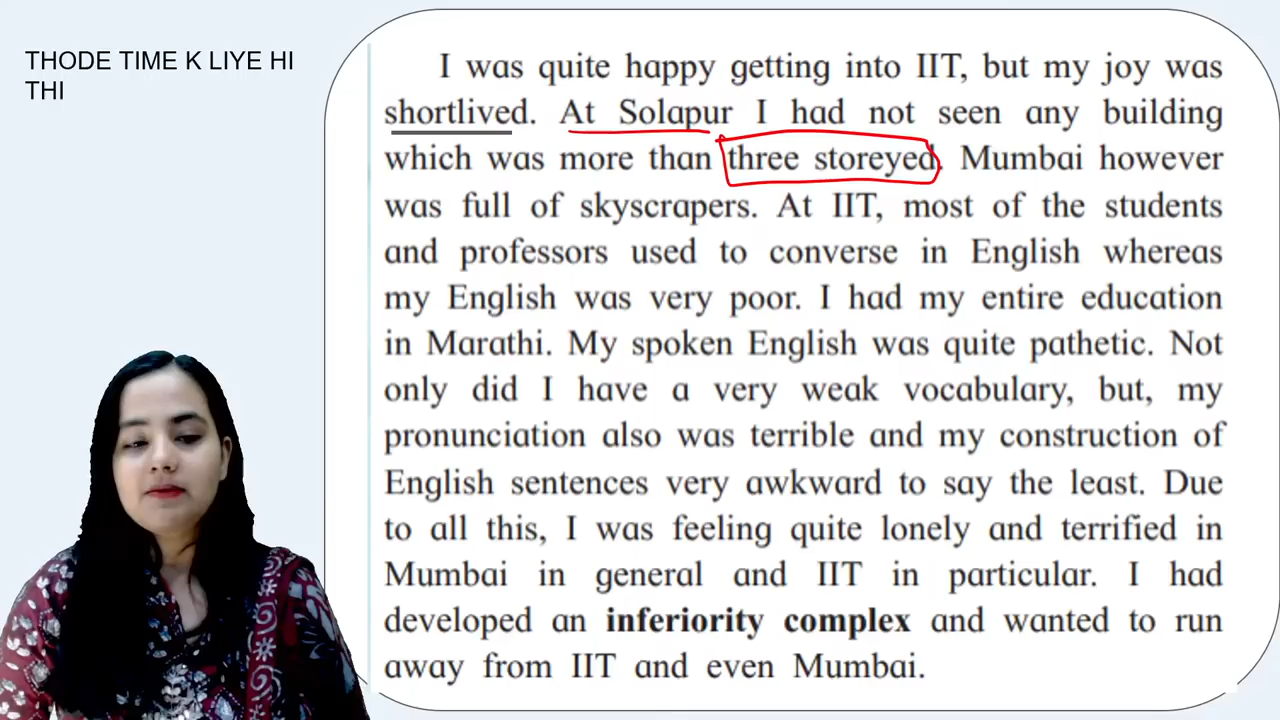 THODE TIME K LIYE HI
THI
I was quite happy getting into IIT, but my joy was
shortlived. At Solapur I had not seen any building
which was more than three storeyed. Mumbai however
was full of skyscrapers. At IIT, most of the students
and professors used to converse in English whereas
my English was very poor. I had my entire education
in Marathi. My spoken English was quite pathetic. Not
only did I have a very weak vocabulary, but, my
pronunciation also was terrible and my construction of
English sentences very awkward to say the least. Due
to all this, I was feeling quite lonely and terrified in
Mumbai in general and IIT in particular. I had
developed an inferiority complex and wanted to run
away from IIT and even Mumbai.